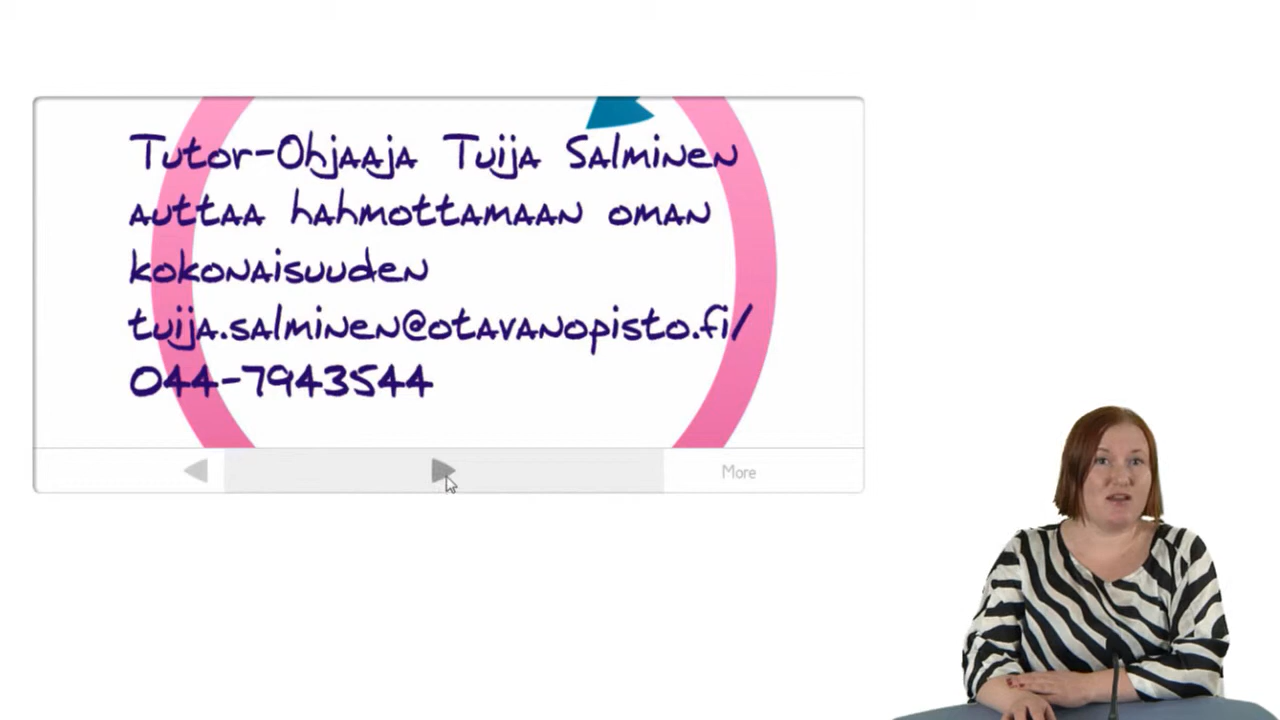 Tutor-Ohjaaja Tuija Salminen
auttaa hahmottamaan oman
kokonaisuuden
tuija.salminen@otavanopisto.fi/
044-7943544
More